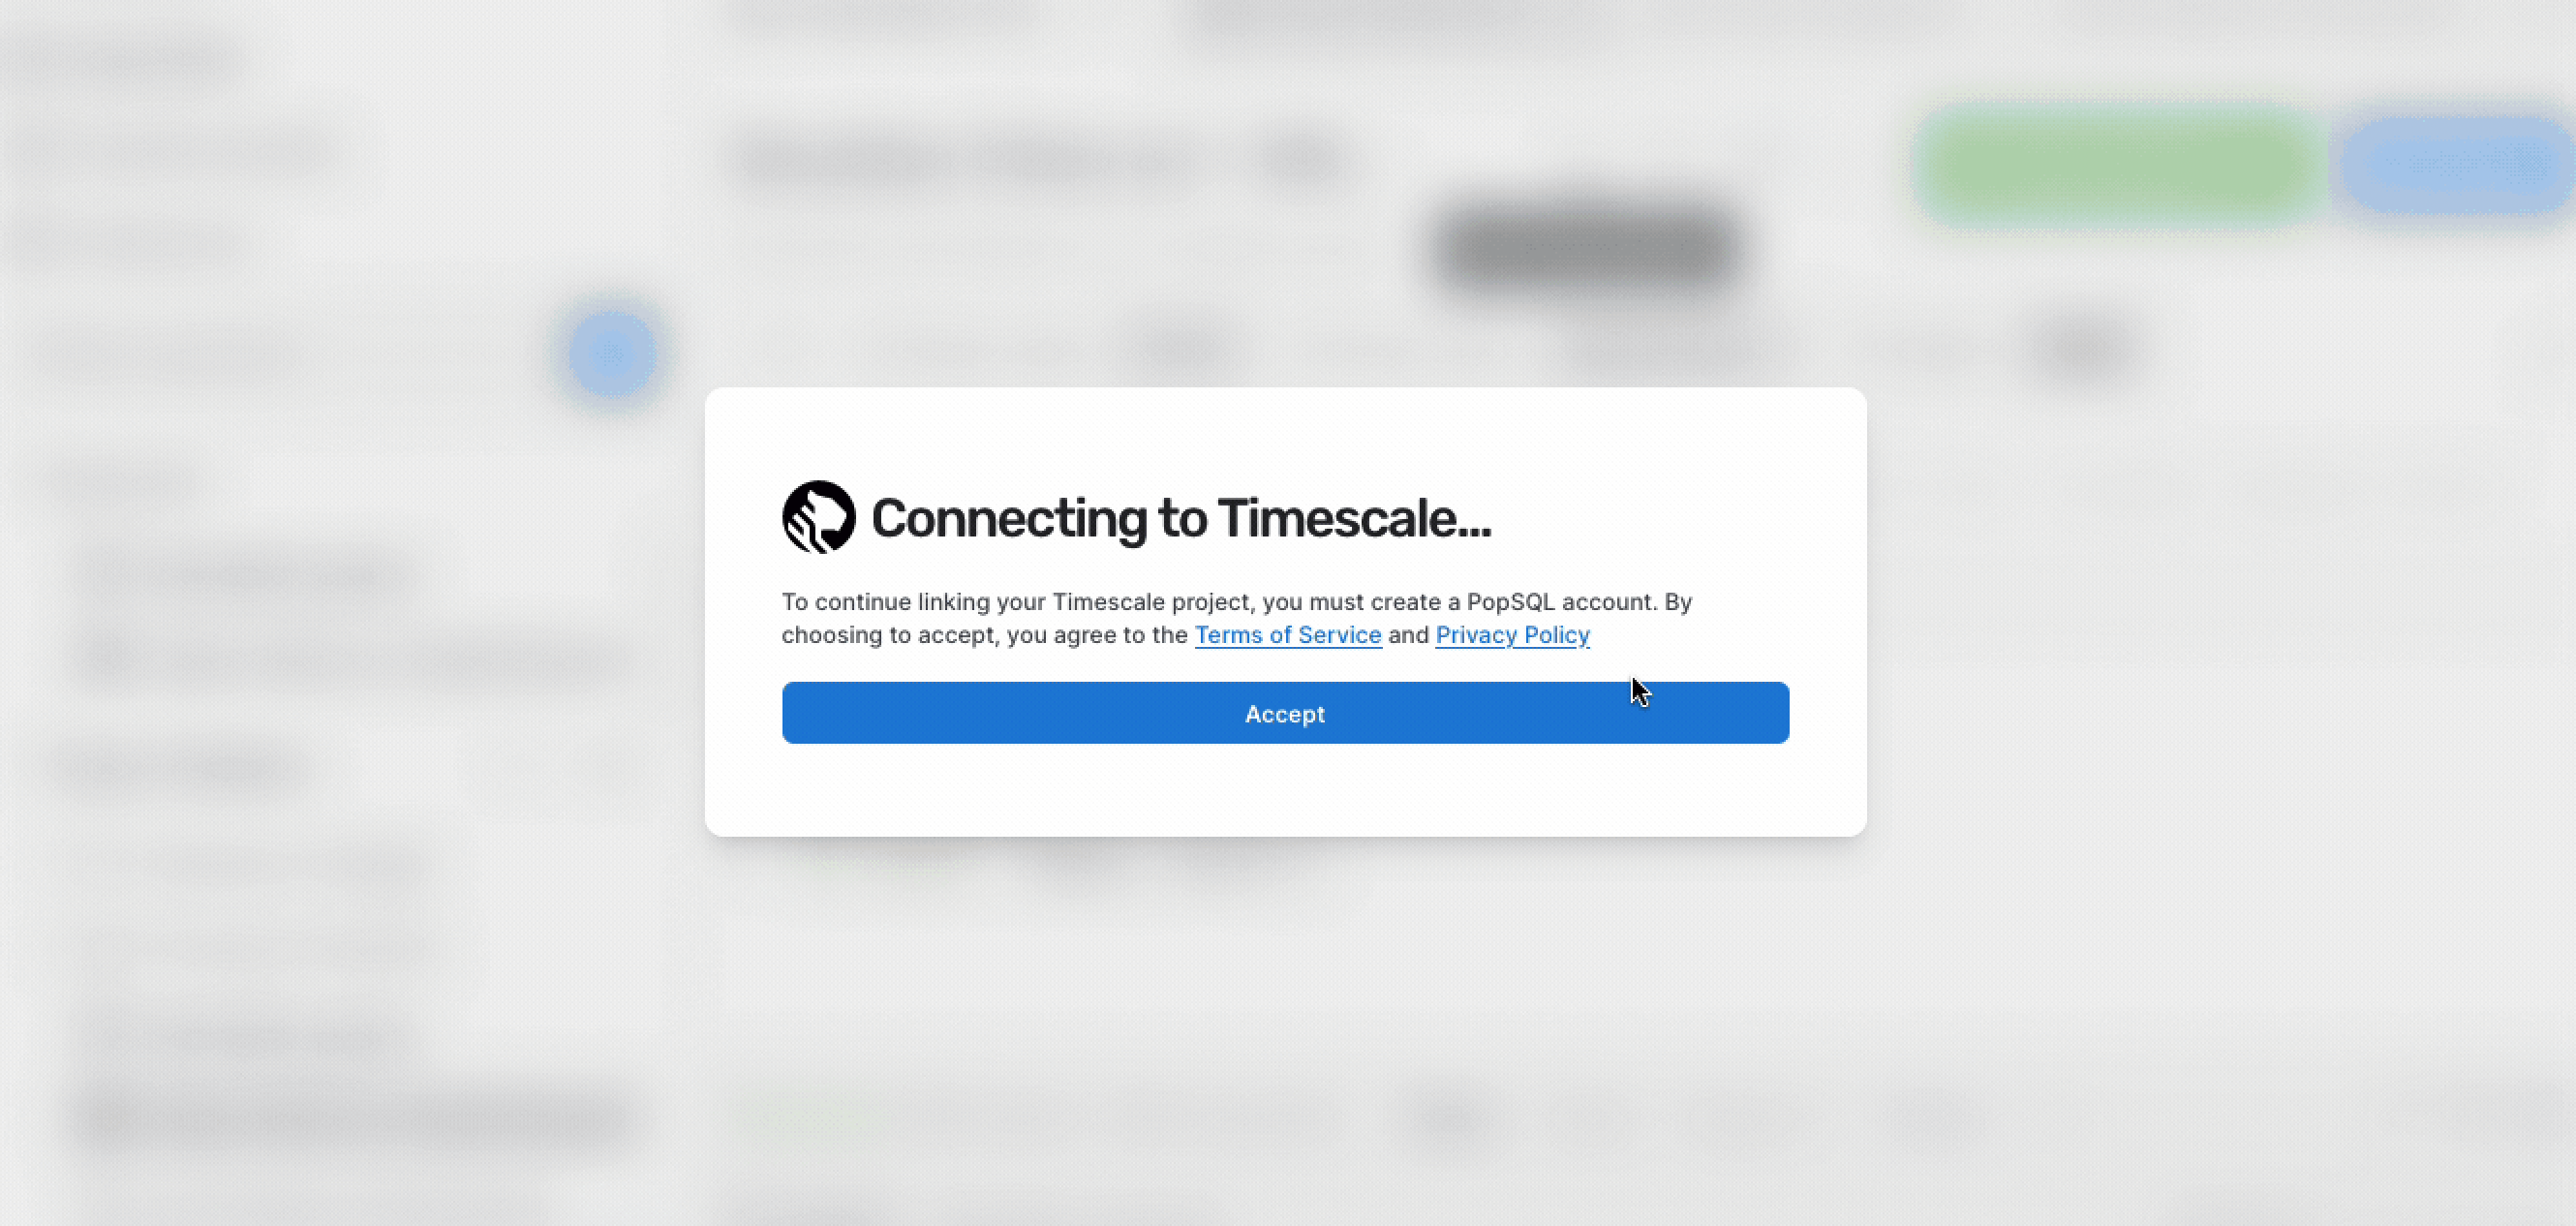 Connecting to Timescale...
To continue linking your Timescale project, you must create a PopSQL account. By
choosing to accept, you agree to the Terms of Service and Privacy Policy
Accept